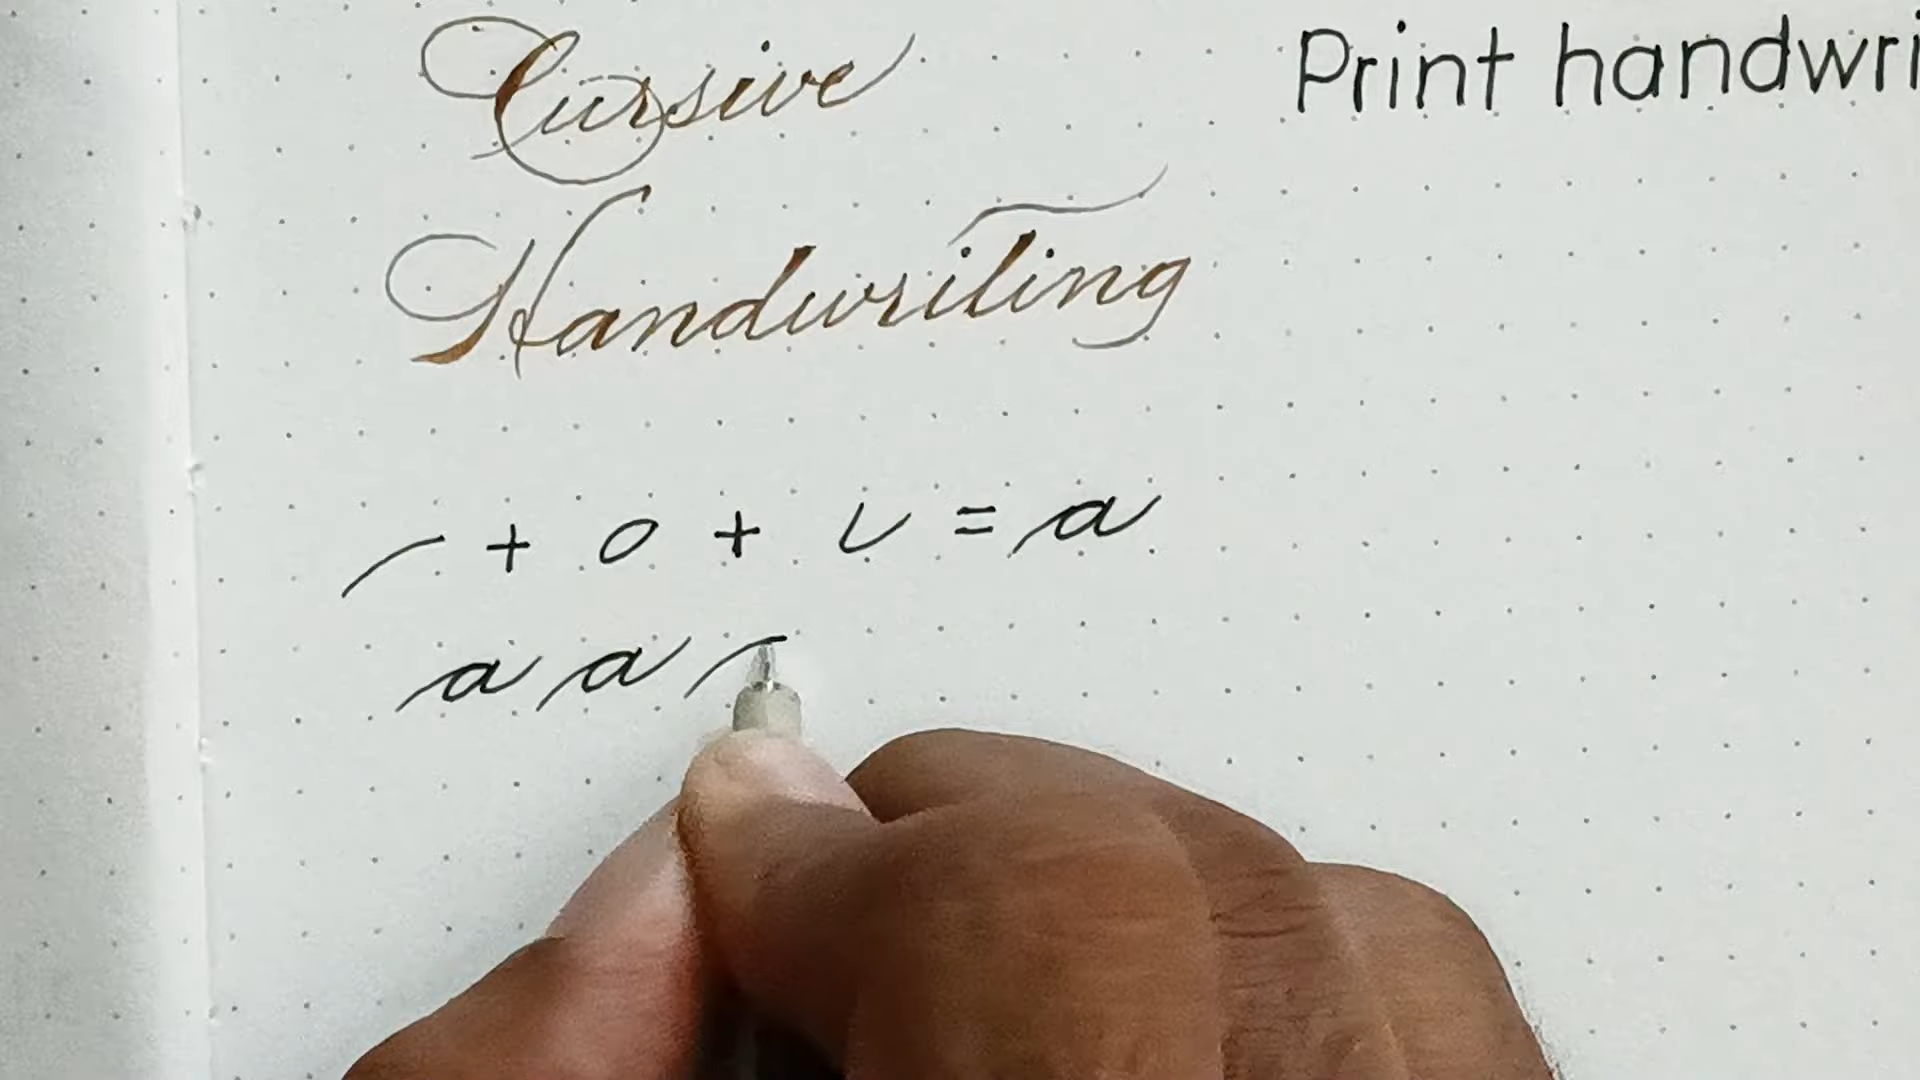 Cursive
Print handwri
Handwriting
+ o + = a
a a